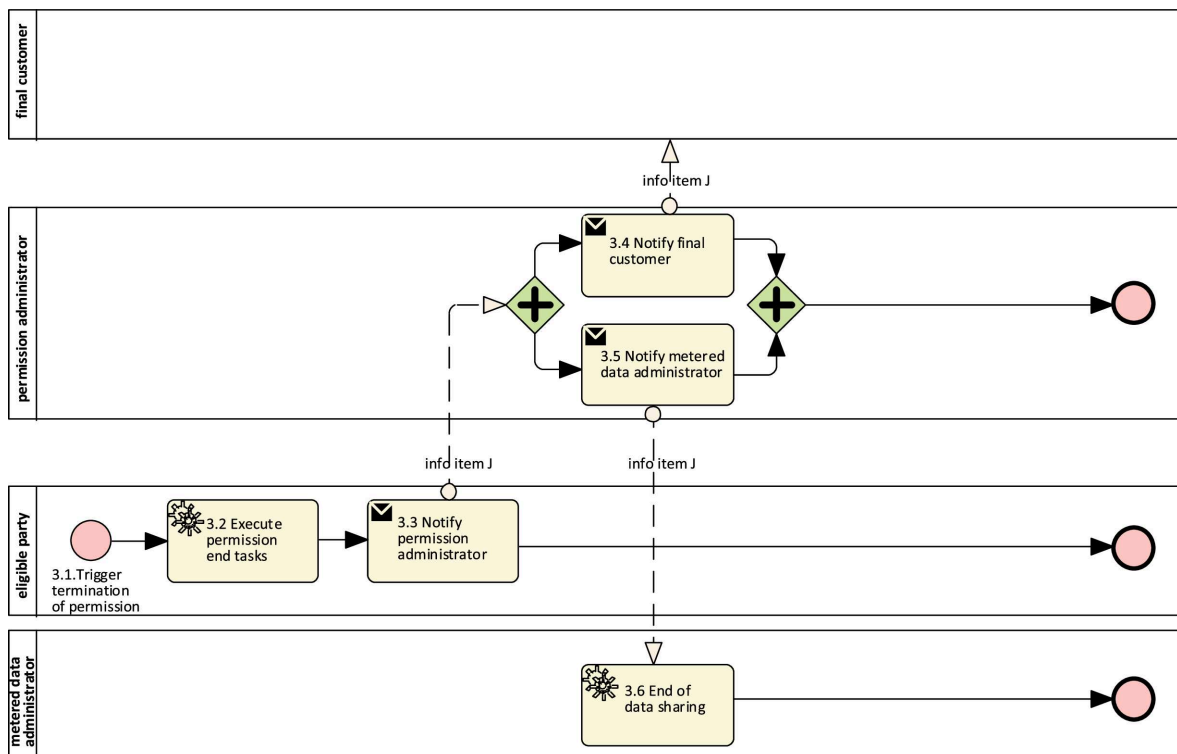 final customer
info item J
permission administrator
3.4 Notify final
customer
3.5 Notify metered
data administrator
info item J
info item J
eligible party
3.1.Trigger
termination
of permission
3.2 Execute
permission
end tasks
3.3 Notify
permission
administrator
metered data
administrator
3.6 End of
data sharing